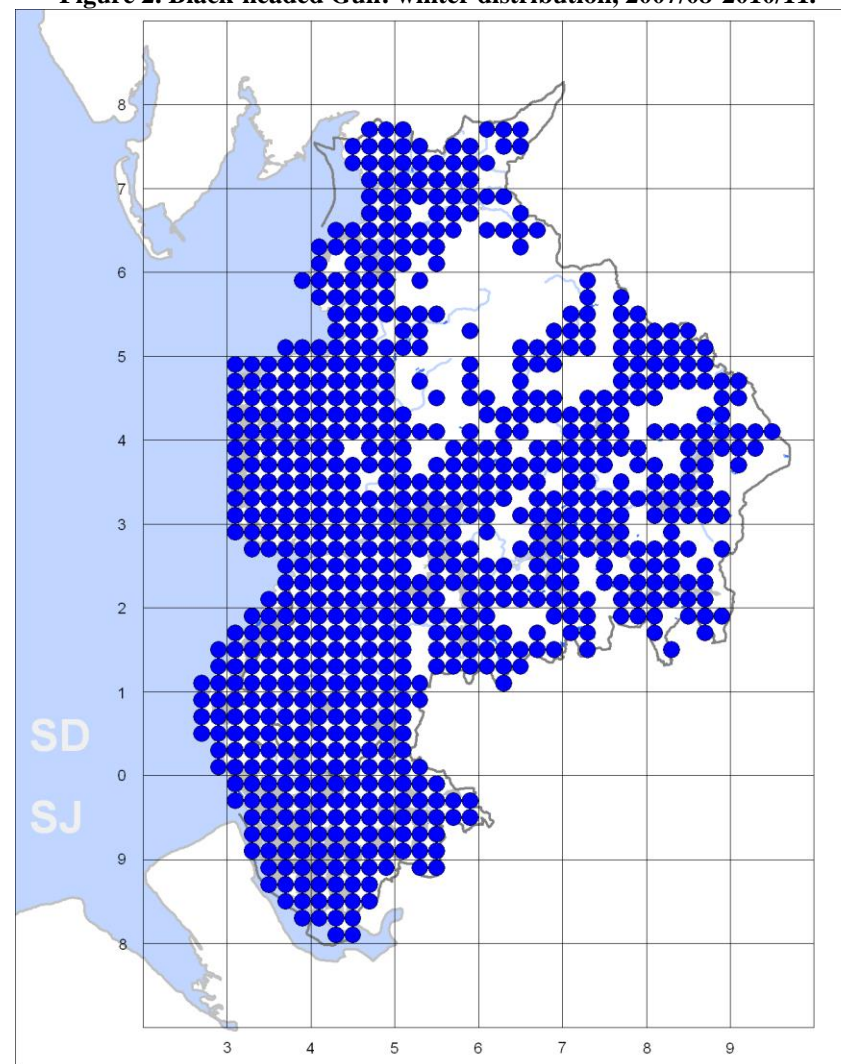 Figure 2. Black-headed Gull: winter distribution, 2007/08-2010/11.
8
7
6
5
4
3
2
1
SD
0
SJ
9
8
3 4 5 6 7 8 9